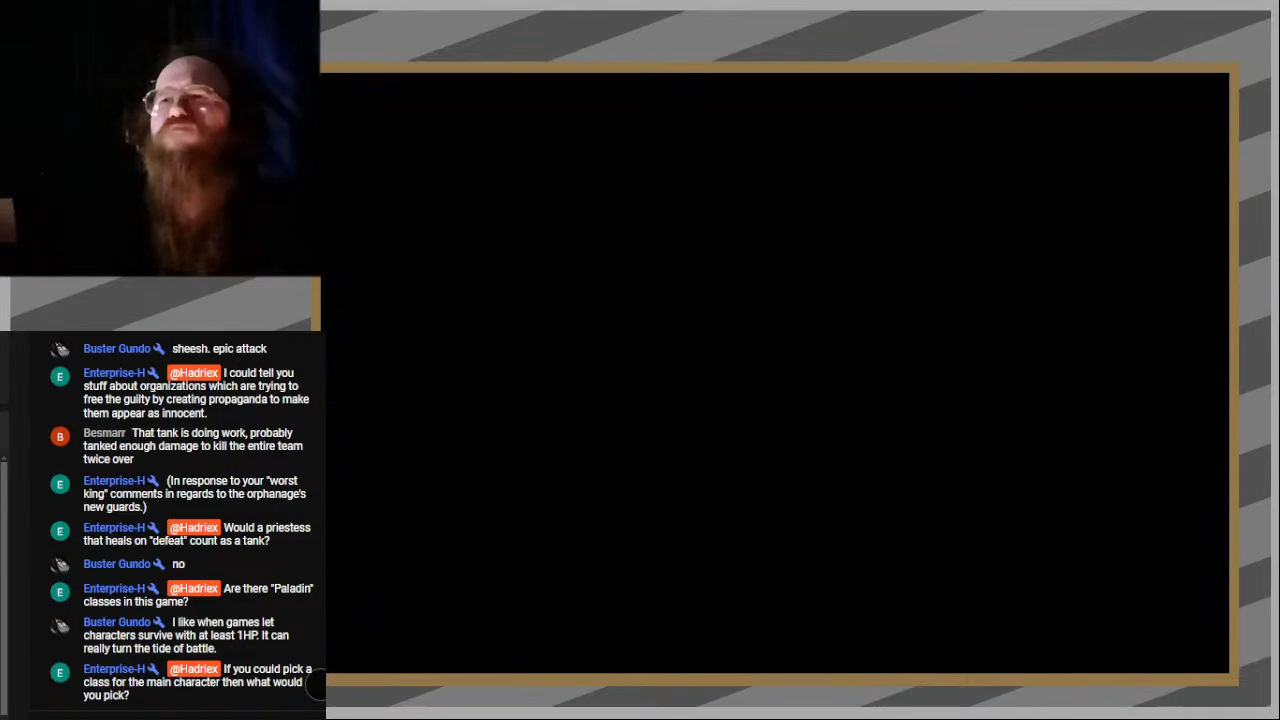 Buster Gundo sheesh. epic attack
E Enterprise-H @Hadriex I could tell you
stuff about organizations which are trying to
free the guilty by creating propaganda to make
them appear as innocent.
B Besmarr That tank is doing work, probably
tanked enough damage to kill the entire team
twice over
E Enterprise-H (In response to your "worst
king" comments in regards to the orphanage's
new guards.)
E Enterprise-H @Hadriex Would a priestess
that heals on "defeat" count as a tank?
Buster Gundo no
E Enterprise-H @Hadriex Are there "Paladin"
classes in this game?
Buster Gundo I like when games let
characters survive with at least 1HP. It can
really turn the tide of battle.
E Enterprise-H @Hadriex If you could pick a
class for the main character then what would
you pick?